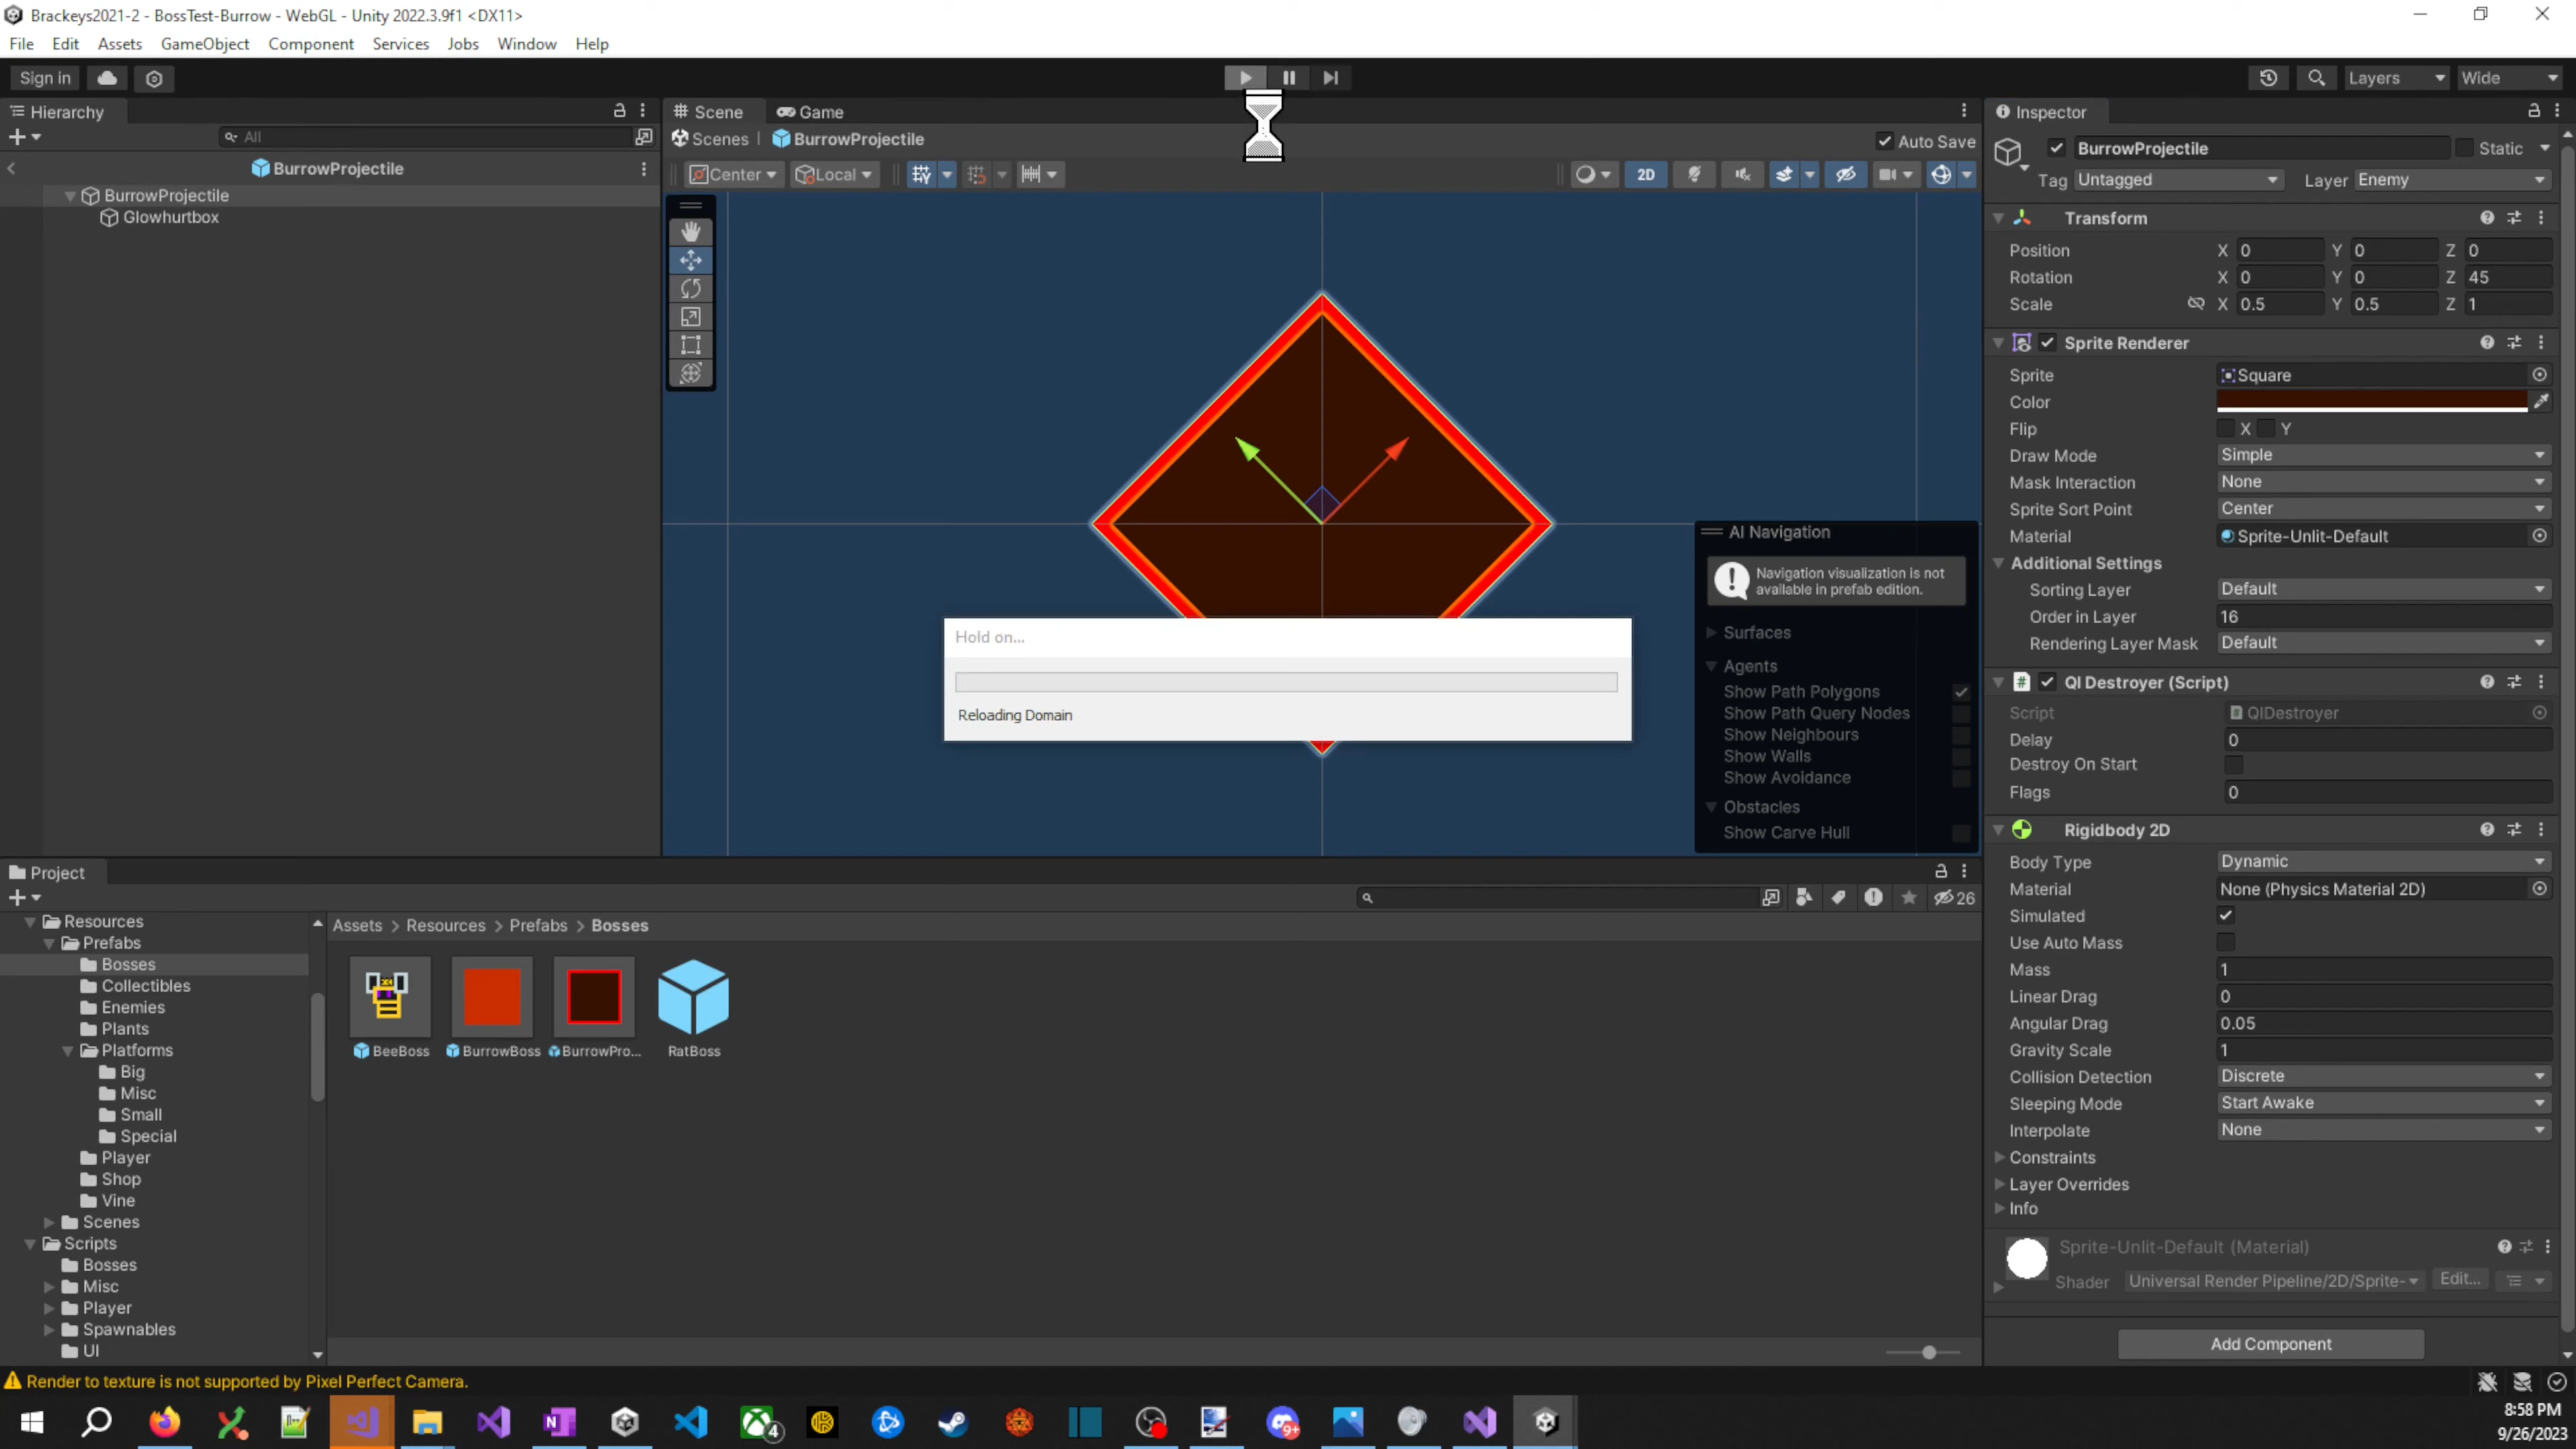 Brackeys2021-2 - BossTest-Burrow - WebGL - Unity 2022.3.9f1 <DX11>
File Edit Assets GameObject Component Services Jobs Window Help
Sign in
Layers
Wide
Hierarchy
All
BurrowProjectile
BurrowProjectile
Glowhurtbox
Scene
Game
Scenes
BurrowProjectile
Auto Save
Center
Local
2D
AI Navigation
Navigation visualization is not
available in prefab edition.
Surfaces
Agents
Show Path Polygons
Show Path Query Nodes
Show Neighbours
Show Walls
Show Avoidance
Obstacles
Show Carve Hull
Hold on...
Reloading Domain
Inspector
BurrowProjectile
Static
Tag Untagged Layer Enemy
Transform
Position X 0 Y 0 Z 0
Rotation X 0 Y 0 Z 45
Scale X 0.5 Y 0.5 Z 1
Sprite Renderer
Sprite Square
Color
Flip X Y
Draw Mode Simple
Mask Interaction None
Sprite Sort Point Center
Material Sprite-Unlit-Default
Additional Settings
Sorting Layer Default
Order in Layer 16
Rendering Layer Mask Default
# QI Destroyer (Script)
Script QIDestroyer
Delay 0
Destroy On Start
Flags 0
Rigidbody 2D
Body Type Dynamic
Material None (Physics Material 2D)
Simulated
Use Auto Mass
Mass 1
Linear Drag 0
Angular Drag 0.05
Gravity Scale 1
Collision Detection Discrete
Sleeping Mode Start Awake
Interpolate None
Constraints
Layer Overrides
Info
Sprite-Unlit-Default (Material)
Shader Universal Render Pipeline/2D/Sprite- Edit...
Add Component
Project
26
Resources
Prefabs
Bosses
Collectibles
Enemies
Plants
Platforms
Big
Misc
Small
Special
Player
Shop
Vine
Scenes
Scripts
Bosses
Misc
Player
Spawnables
UI
Assets > Resources > Prefabs > Bosses
BeeBoss
BurrowBoss
BurrowPro...
RatBoss
Render to texture is not supported by Pixel Perfect Camera.
4
9+
8:58 PM
9/26/2023